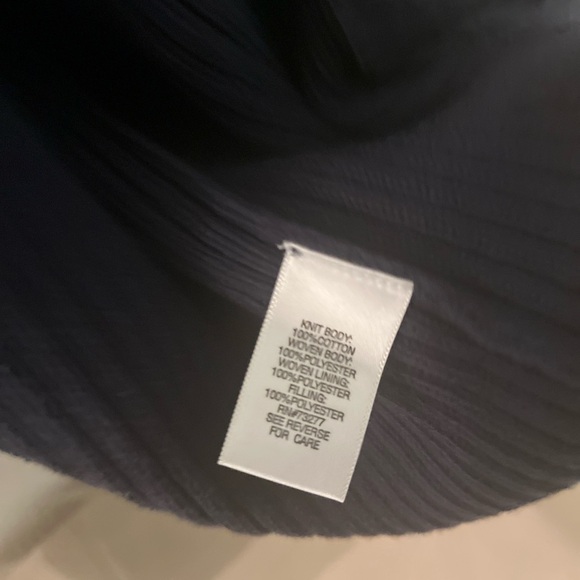 KNIT BODY:
100%COTTON
WOVEN BODY:
100%POLYESTER
WOVEN LINING:
100%POLYESTER
FILLING:
100%POLYESTER
RN#73277
SEE REVERSE
FOR CARE